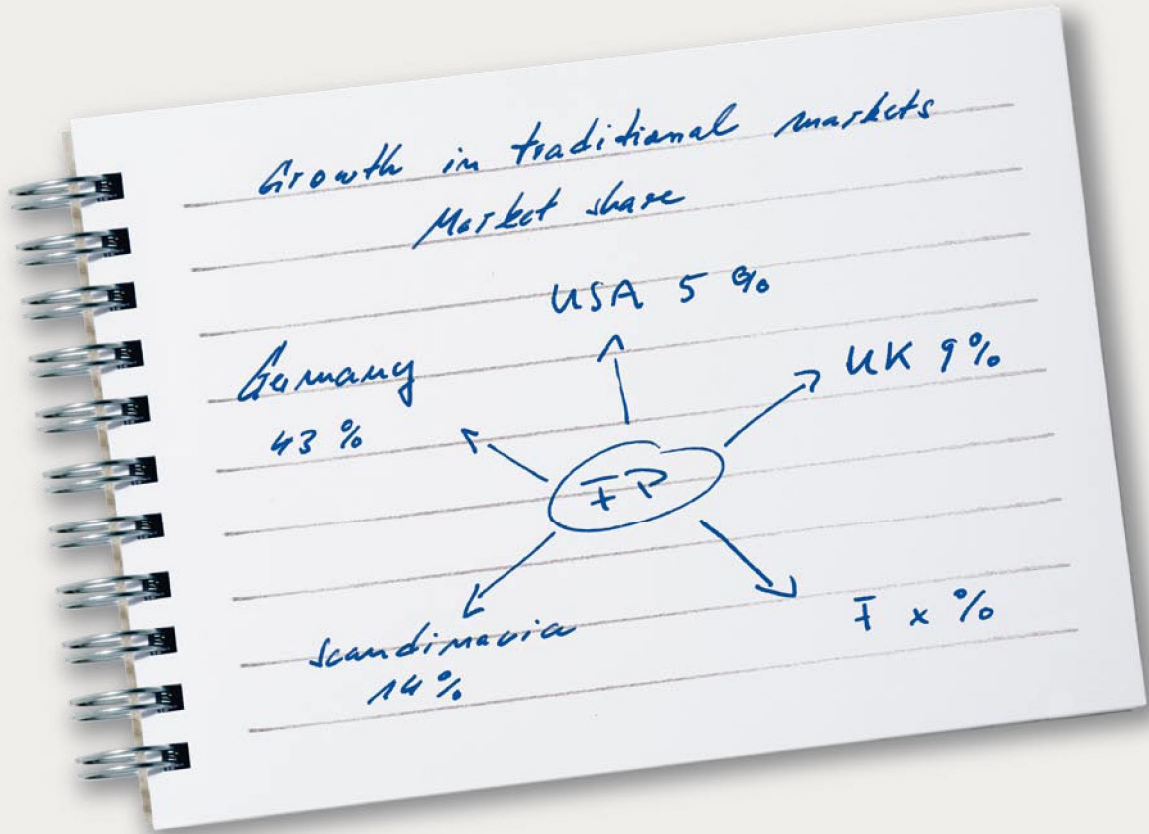 Growth in traditional markets
Market share
USA 5 %
UK 9 %
Germany
43 %
FP
F x %
Scandinavia
14 %